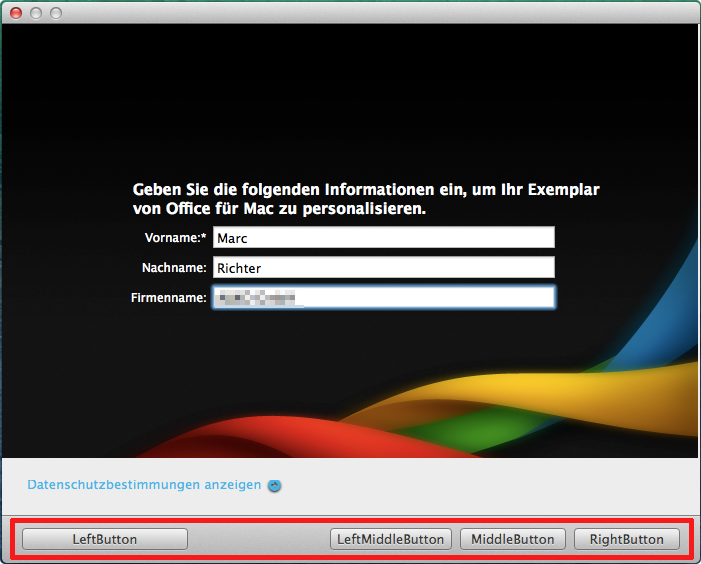 Geben Sie die folgenden Informationen ein, um Ihr Exemplar
von Office für Mac zu personalisieren.
Vorname:* Marc
Nachname: Richter
Firmenname:
Datenschutzbestimmungen anzeigen
LeftButton LeftMiddleButton MiddleButton RightButton